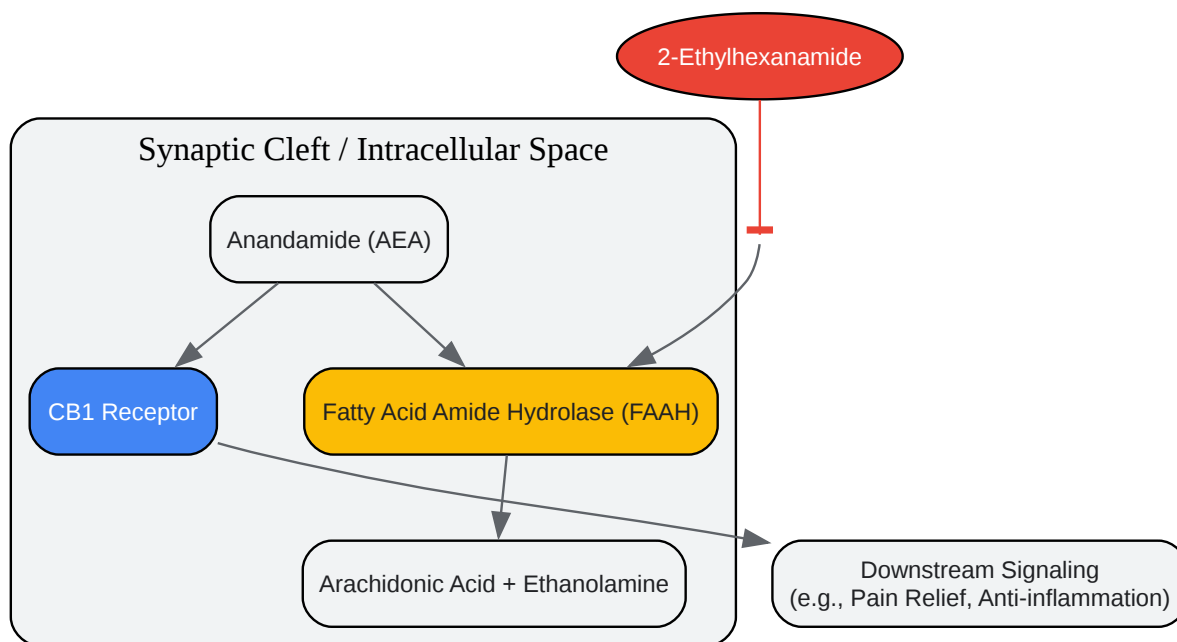 2-Ethylhexanamide
Synaptic Cleft / Intracellular Space
Anandamide (AEA)
CB1 Receptor
Fatty Acid Amide Hydrolase (FAAH)
Arachidonic Acid + Ethanolamine
Downstream Signaling
(e.g., Pain Relief, Anti-inflammation)